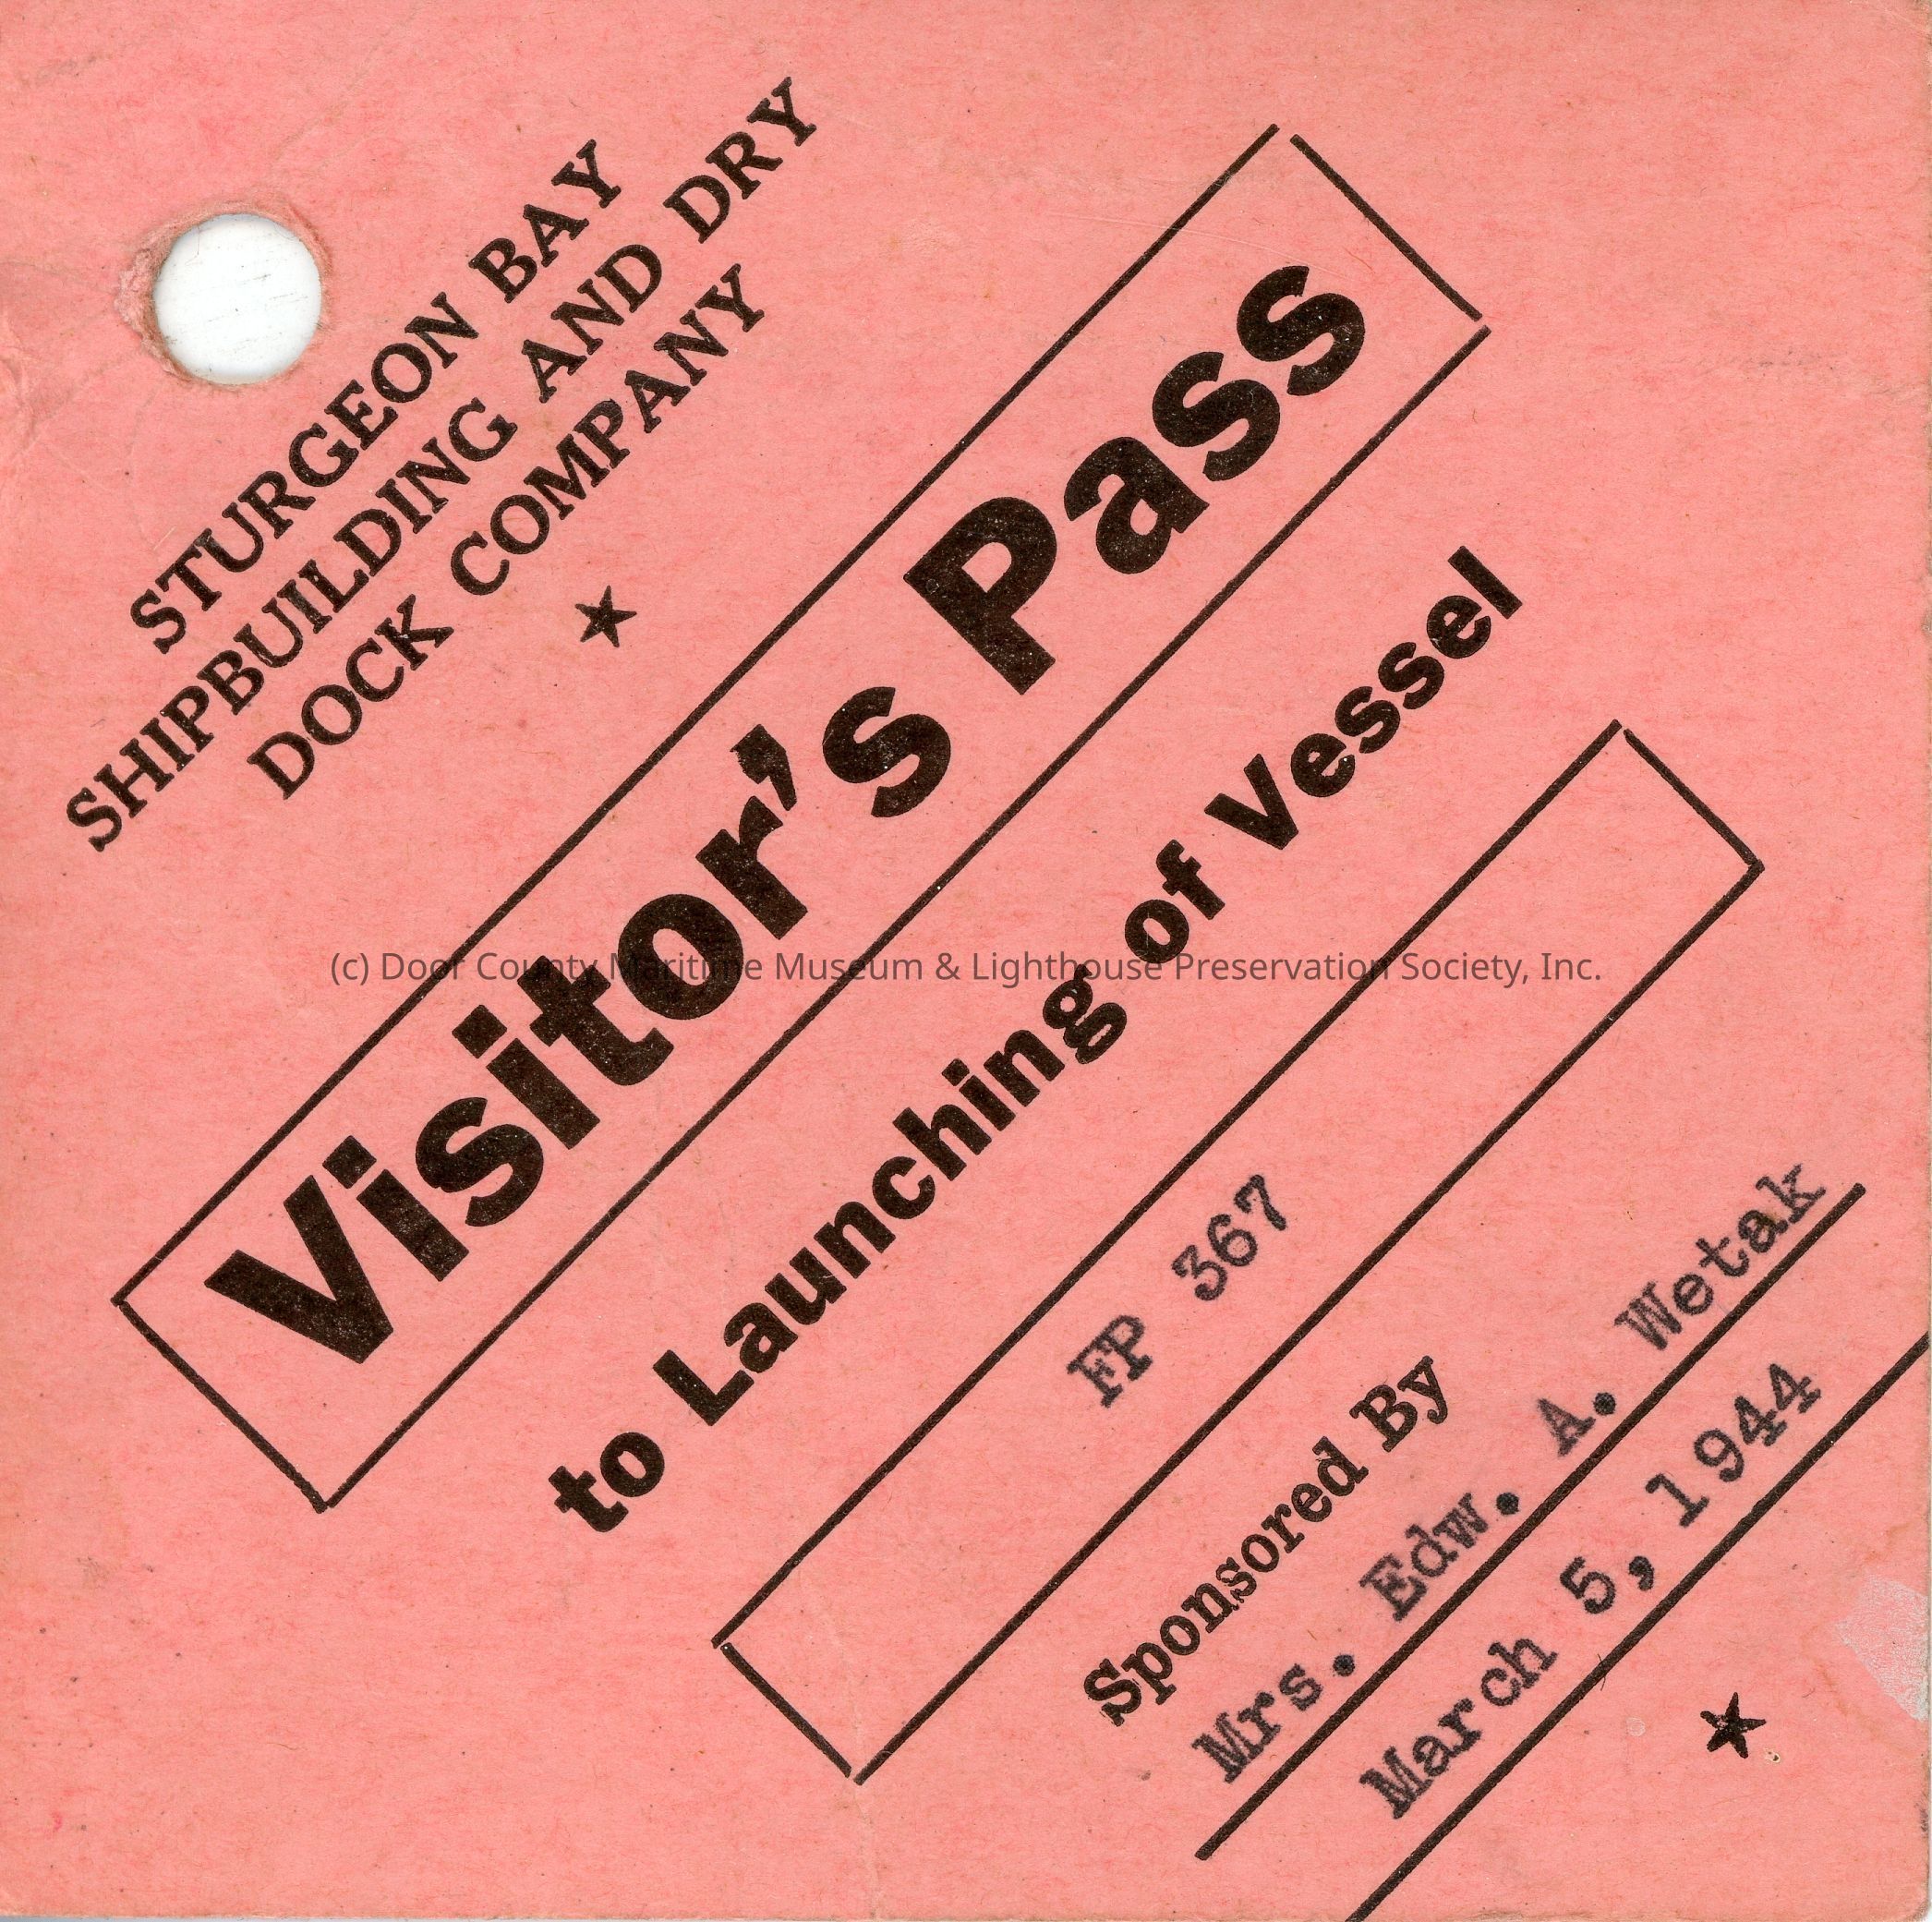 STURGEON BAY
SHIPBUILDING AND DRY
DOCK COMPANY
Visitor's Pass
to Launching of Vessel
FP 367
Sponsored By
Mrs. Edw. A. Wetak
March 5, 1944
(c) Door County Maritime Museum & Lighthouse Preservation Society, Inc.